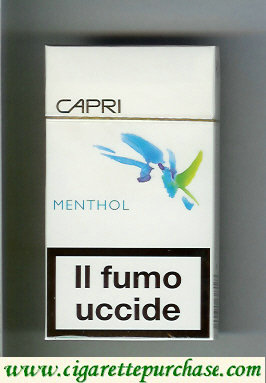 CAPRI
MENTHOL
Il fumo
uccide
www.cigarettepurchase.com